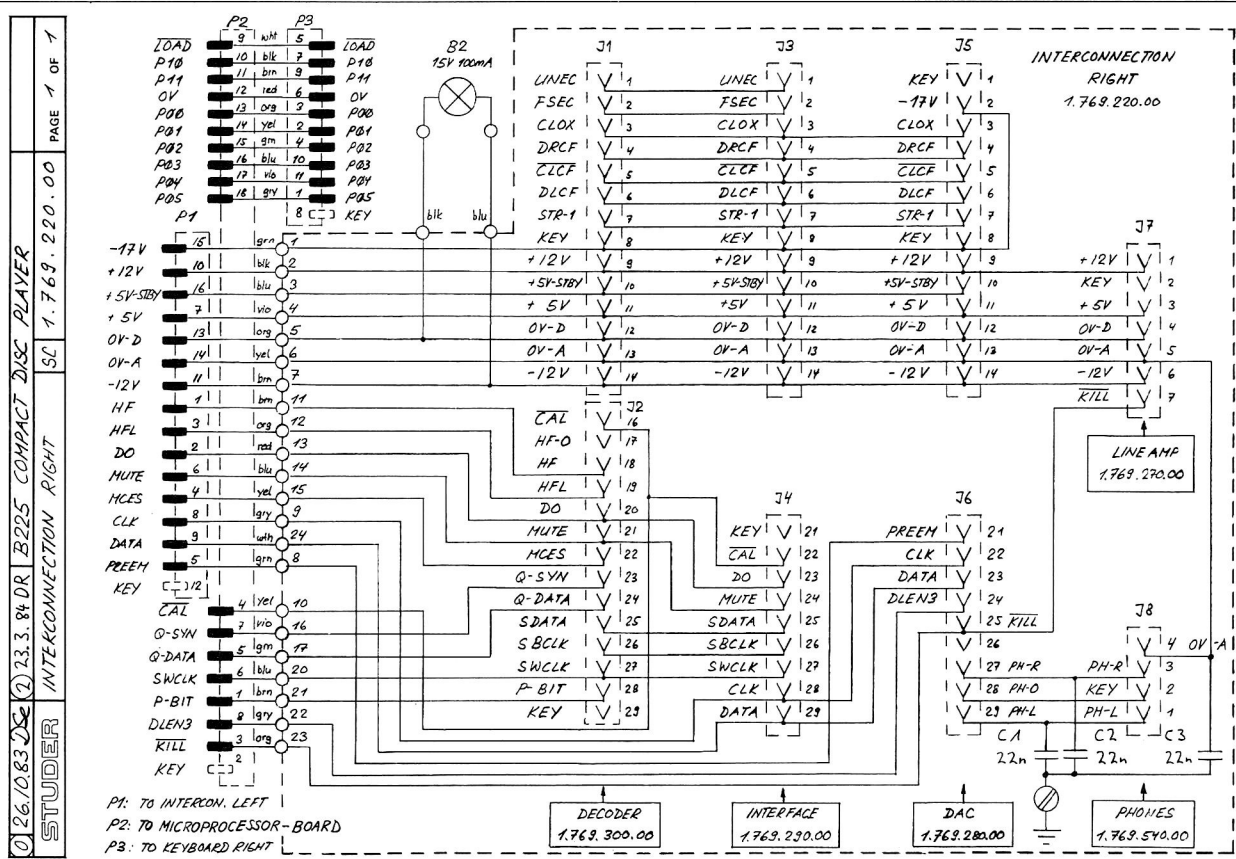 P2 P3
LOAD 9 wht 5 LOAD
P10 10 blk 7 P10
P11 11 brn 9 P11
0V 12 red 6 0V
P00 13 org 3 P00
P01 14 yel 2 P01
P02 15 grn 4 P02
P03 16 blu 10 P03
P04 17 vio 11 P04
P05 18 gry 1 P05
8 KEY
B2
15V 100mA
blk blu
INTERCONNECTION
RIGHT
1.769.220.00
P1
-17V 15 grn 1
+12V 10 blk 2
+5V-STBY 16 blu 3
+5V 7 vio 4
0V-D 13 org 5
0V-A 14 yel 6
-12V 11 brn 7
HF 1 brn 11
HFL 3 org 12
DO 2 red 13
MUTE 6 blu 14
MCES 4 yel 15
CLK 8 gry 9
DATA 9 wth 24
PREEM 5 grn 8
KEY 12
CAL 4 yel 10
Q-SYN 7 vio 16
Q-DATA 5 grn 17
SWCLK 6 blu 20
P-BIT 1 brn 21
DLEN3 8 gry 22
KILL 3 org 23
KEY 2
J1
UNEC 1
FSEC 2
CLOX 3
DRCF 4
CLCF 5
DLCF 6
STR-1 7
KEY 8
+12V 9
+5V-STBY 10
+5V 11
0V-D 12
0V-A 13
-12V 14
J2
CAL 16
HF-0 17
HF 18
HFL 19
DO 20
MUTE 21
MCES 22
Q-SYN 23
Q-DATA 24
SDATA 25
SBCLK 26
SWCLK 27
P-BIT 28
KEY 29
J3
UNEC 1
FSEC 2
CLOX 3
DRCF 4
CLCF 5
DLCF 6
STR-1 7
KEY 8
+12V 9
+5V-STBY 10
+5V 11
0V-D 12
0V-A 13
-12V 14
J4
KEY 21
CAL 22
DO 23
MUTE 24
SDATA 25
SBCLK 26
SWCLK 27
CLK 28
DATA 29
J5
KEY 1
-17V 2
CLOX 3
DRCF 4
CLCF 5
DLCF 6
STR-1 7
KEY 8
+12V 9
+5V-STBY 10
+5V 11
0V-D 12
0V-A 13
-12V 14
J6
PREEM 21
CLK 22
DATA 23
DLEN3 24
25 KILL
26
27 PH-R
28 PH-0
29 PH-L
J7
+12V 1
KEY 2
+5V 3
0V-D 4
0V-A 5
-12V 6
KILL 7
LINE AMP
1.769.270.00
J8
4 0V-A
PH-R 3
KEY 2
PH-L 1
C1 C2 C3
22n 22n 22n
DECODER
1.769.300.00
INTERFACE
1.769.290.00
DAC
1.769.280.00
PHONES
1.769.540.00
P1: TO INTERCON. LEFT
P2: TO MICROPROCESSOR-BOARD
P3: TO KEYBOARD RIGHT
0 26.10.83 DSe 2 23.3.84 DR B225 COMPACT DISC PLAYER
STUDER INTERCONNECTION RIGHT SC 1.769.220.00 PAGE 1 OF 1